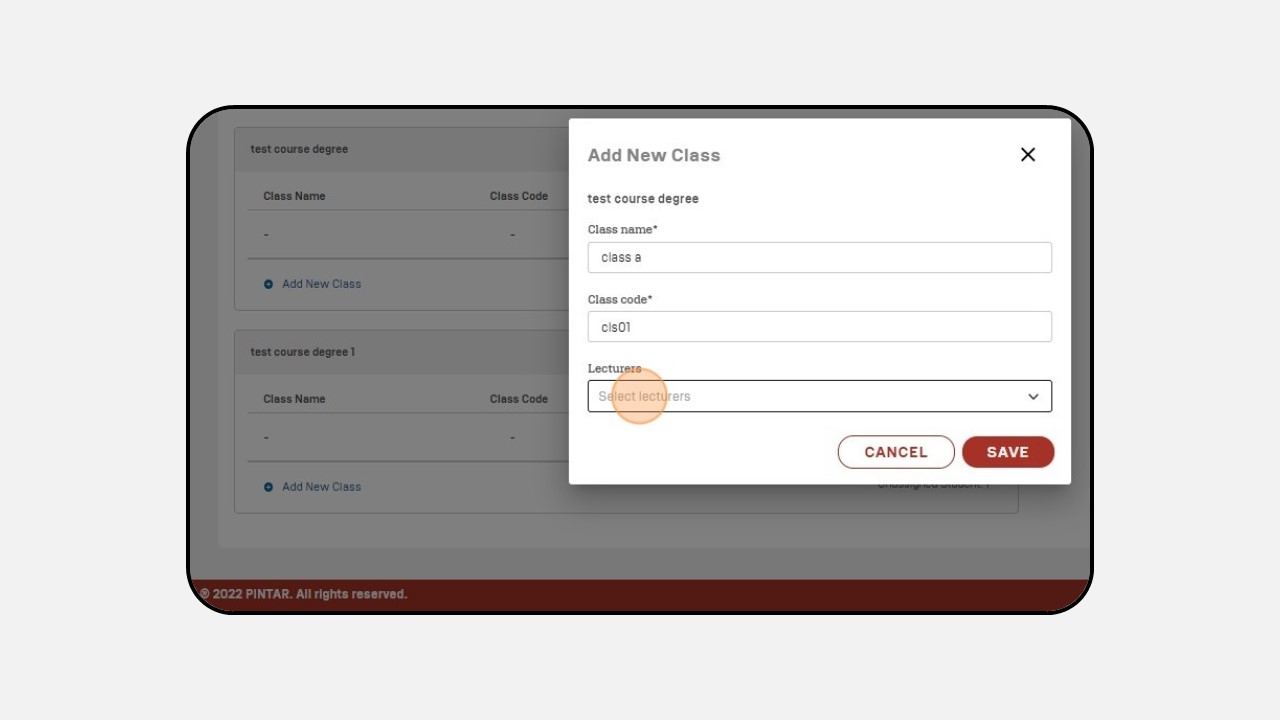 test course degree
Class Name Class Code
- -
Add New Class
test course degree 1
Class Name Class Code
- -
Add New Class
Add New Class
test course degree
Class name*
class a
Class code*
cls01
Lecturers
Select lecturers
CANCEL SAVE
Unassigned Student: 1
© 2022 PINTAR. All rights reserved.